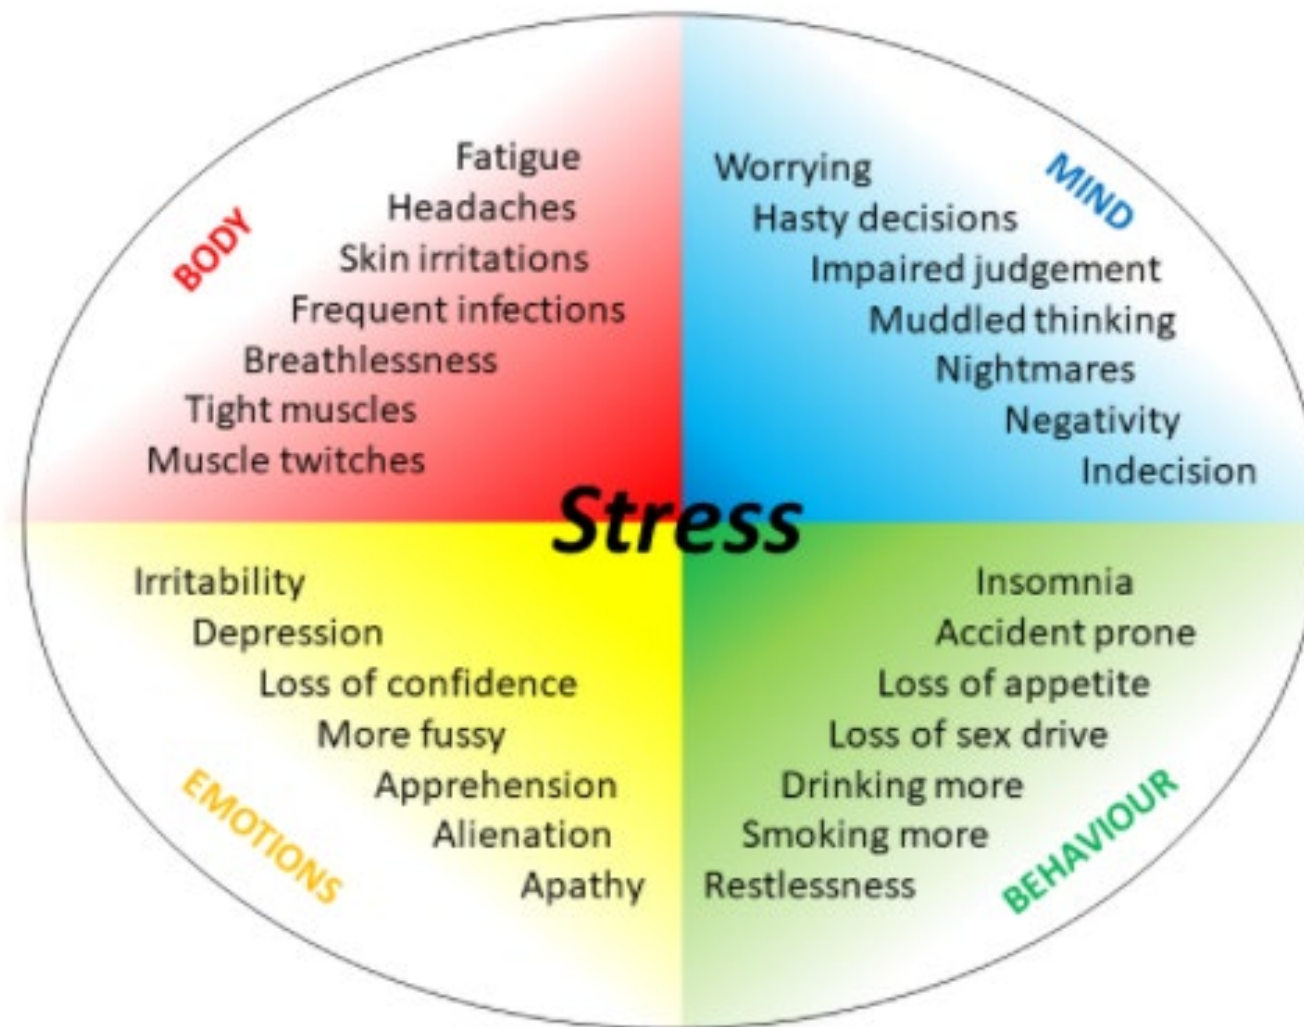 BODY
Fatigue
Headaches
Skin irritations
Frequent infections
Breathlessness
Tight muscles
Muscle twitches
MIND
Worrying
Hasty decisions
Impaired judgement
Muddled thinking
Nightmares
Negativity
Indecision
Stress
Irritability
Depression
Loss of confidence
More fussy
Apprehension
Alienation
Apathy
EMOTIONS
Insomnia
Accident prone
Loss of appetite
Loss of sex drive
Drinking more
Smoking more
Restlessness
BEHAVIOUR